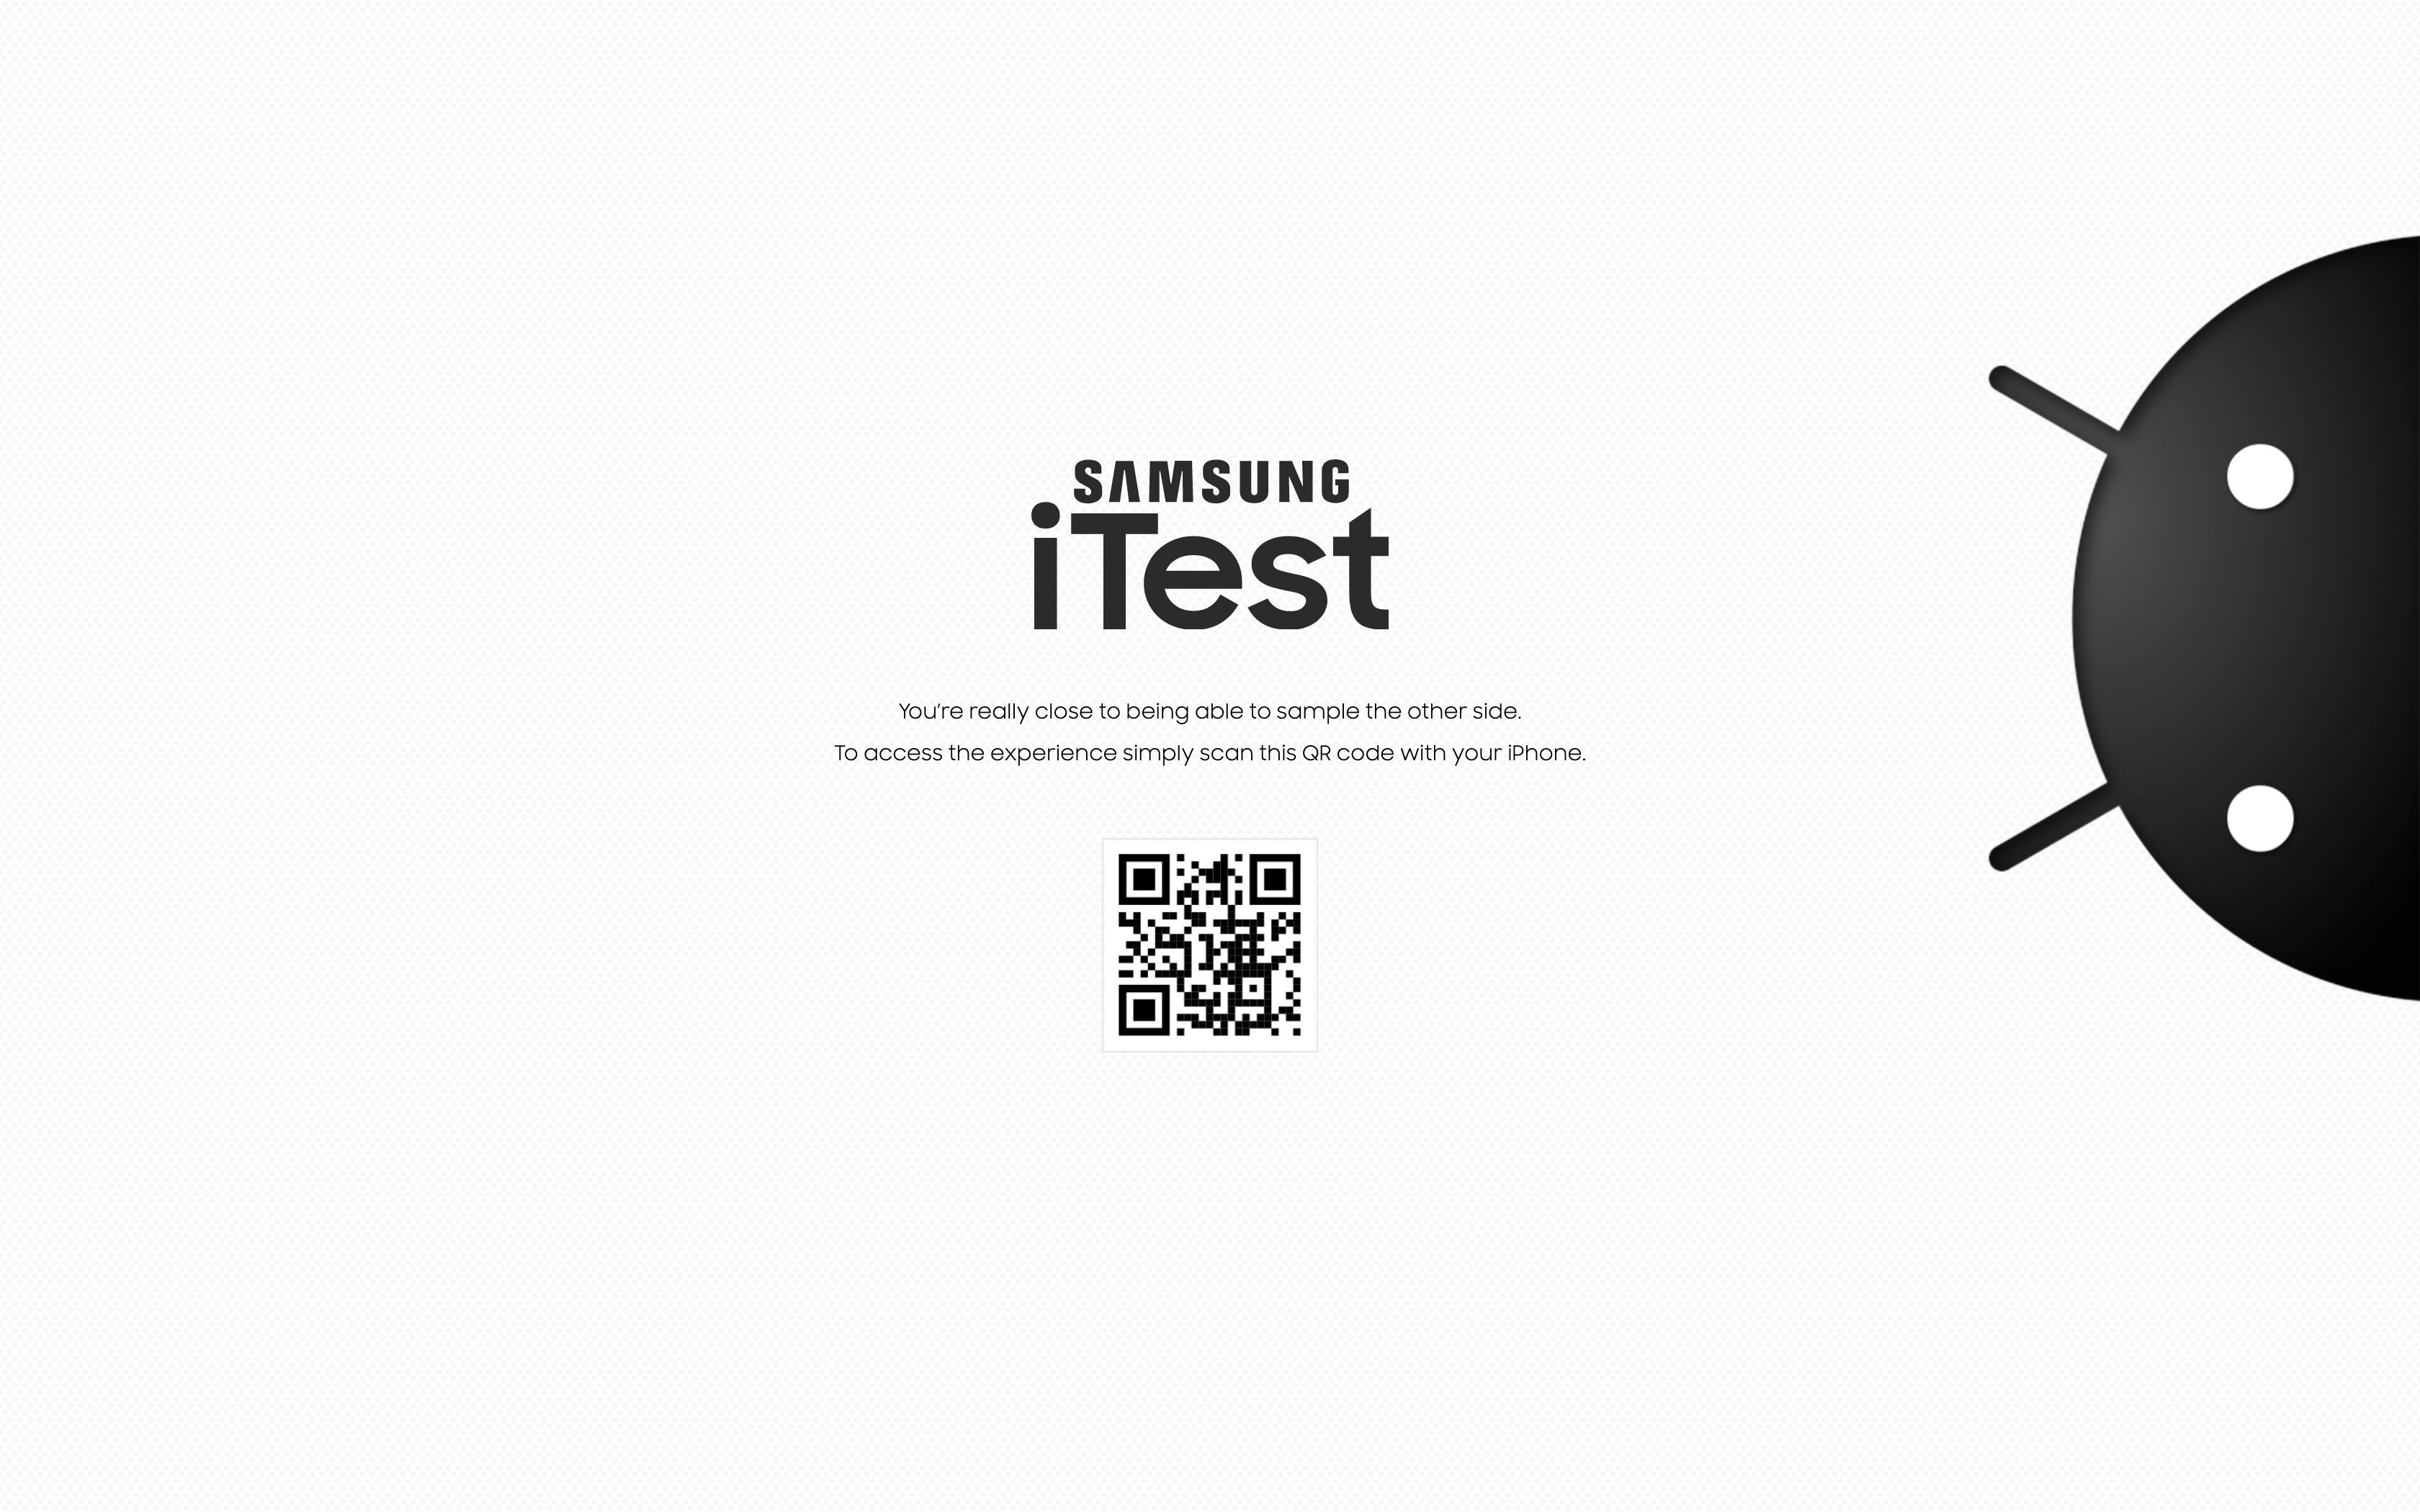 SAMSUNG
iTest
You’re really close to being able to sample the other side.
To access the experience simply scan this QR code with your iPhone.